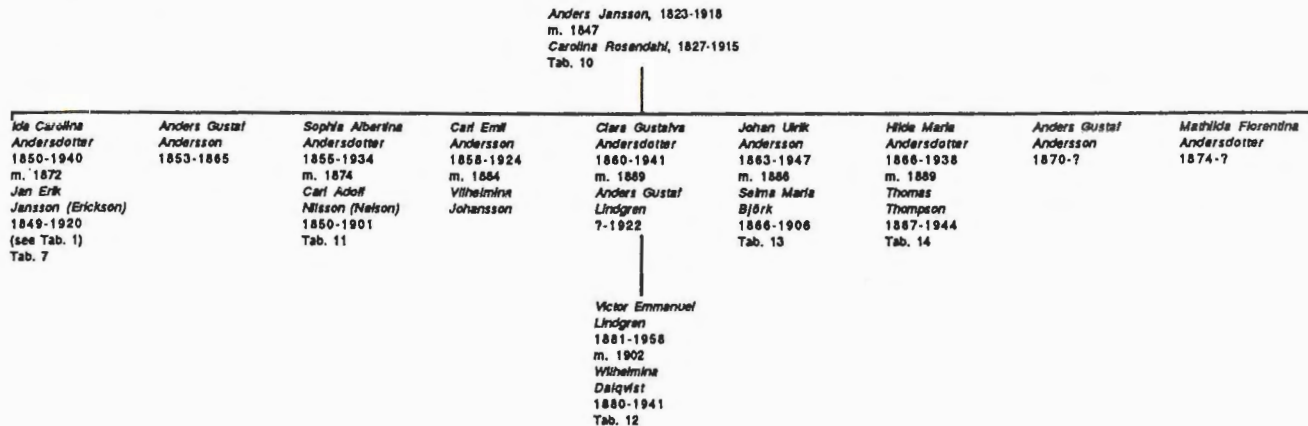 Anders Jansson, 1823-1918
m. 1847
Carolina Rosendahl, 1827-1915
Tab. 10
Ida Carolina
Andersdotter
1850-1940
m. 1872
Jan Erik
Jansson (Erickson)
1849-1920
(see Tab. 1)
Tab. 7
Anders Gustaf
Andersson
1853-1865
Sophia Albertina
Andersdotter
1855-1934
m. 1874
Carl Adolf
Nilsson (Nelson)
1850-1901
Tab. 11
Carl Emil
Andersson
1858-1924
m. 1884
Vilhelmina
Johansson
Clara Gustafva
Andersdotter
1860-1941
m. 1889
Anders Gustaf
Lindgren
?-1922
Johan Ulrik
Andersson
1863-1947
m. 1886
Selma Maria
Björk
1866-1906
Tab. 13
Hilda Maria
Andersdotter
1866-1938
m. 1889
Thomas
Thompson
1867-1944
Tab. 14
Anders Gustaf
Andersson
1870-?
Mathilda Florentina
Andersdotter
1874-?
Victor Emmanuel
Lindgren
1881-1958
m. 1902
Wilhelmina
Dalqvist
1880-1941
Tab. 12